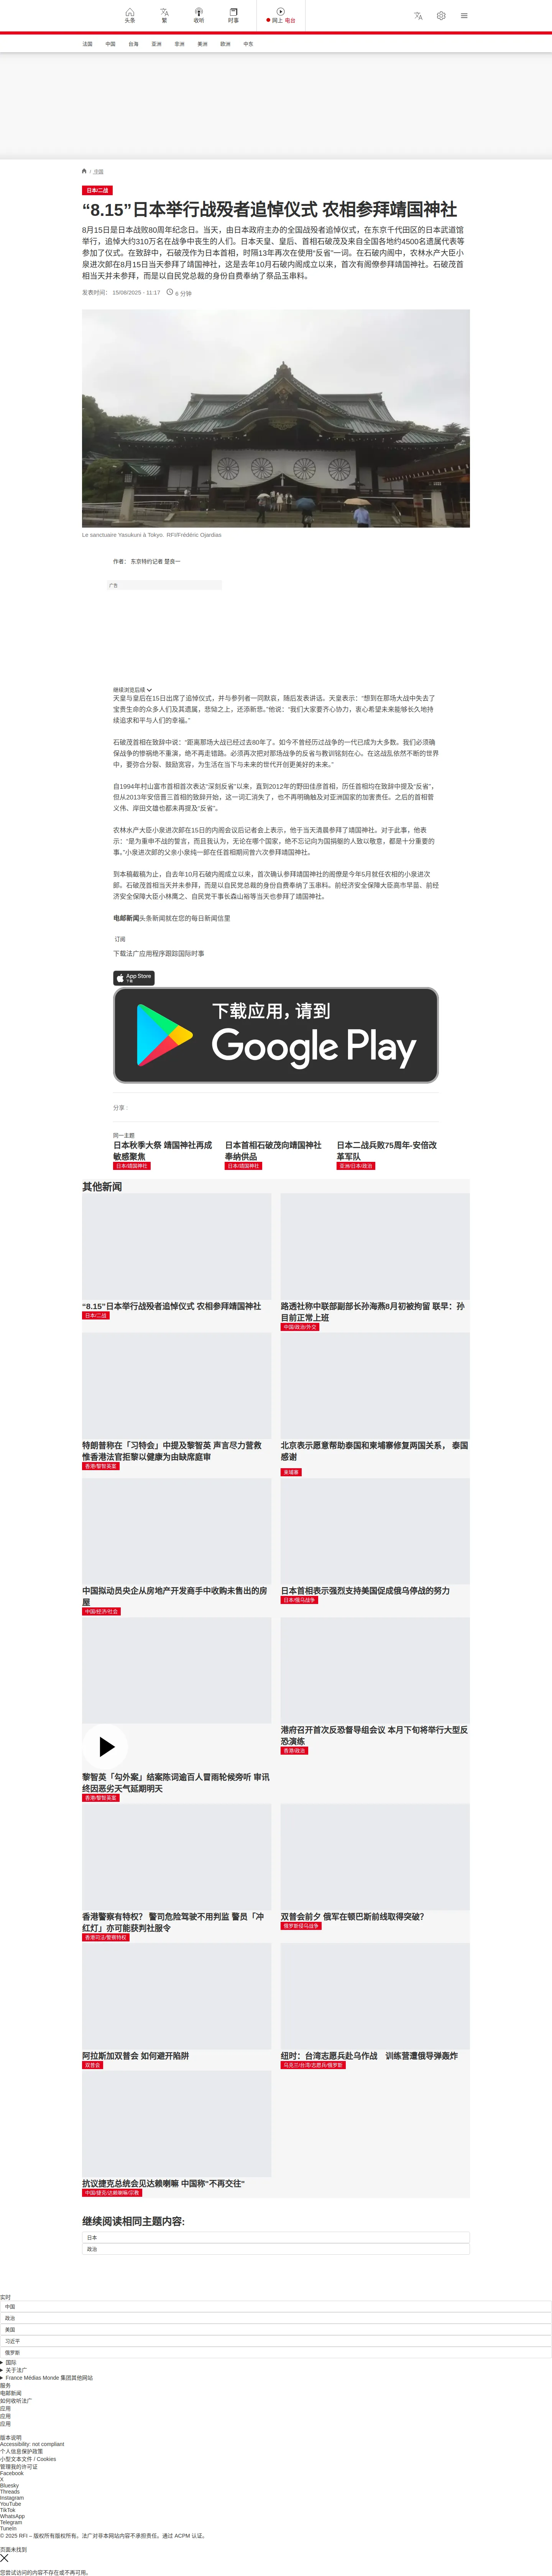 头条
繁
收听
时事
网上 电台
法国
中国
台海
亚洲
非洲
美洲
欧洲
中东
/ 中国
日本/二战
“8.15”日本举行战殁者追悼仪式 农相参拜靖国神社
8月15日是日本战败80周年纪念日。当天，由日本政府主办的全国战殁者追悼仪式，在东京千代田区的日本武道馆
举行，追悼大约310万名在战争中丧生的人们。日本天皇、皇后、首相石破茂及来自全国各地约4500名遗属代表等
参加了仪式。在致辞中，石破茂作为日本首相，时隔13年再次在使用“反省”一词。在石破内阁中，农林水产大臣小
泉进次郎在8月15日当天参拜了靖国神社，这是去年10月石破内阁成立以来，首次有阁僚参拜靖国神社。石破茂首
相当天并未参拜，而是以自民党总裁的身份自费奉纳了祭品玉串料。
发表时间： 15/08/2025 - 11:17
6 分钟
Le sanctuaire Yasukuni à Tokyo. RFI/Frédéric Ojardias
作者： 东京特约记者 楚良一
广告
继续浏览后续
天皇与皇后在15日出席了追悼仪式，并与参列者一同默哀，随后发表讲话。天皇表示：“想到在那场大战中失去了
宝贵生命的众多人们及其遗属，悲恸之上，还添新悲。”他说：“我们大家要齐心协力，衷心希望未来能够长久地持
续追求和平与人们的幸福。”
石破茂首相在致辞中说：“距离那场大战已经过去80年了。如今不曾经历过战争的一代已成为大多数。我们必须确
保战争的惨祸绝不重演，绝不再走错路。必须再次把对那场战争的反省与教训铭刻在心。在这战乱依然不断的世界
中，要弥合分裂、鼓励宽容，为生活在当下与未来的世代开创更美好的未来。”
自1994年村山富市首相首次表达“深刻反省”以来，直到2012年的野田佳彦首相，历任首相均在致辞中提及“反省”，
但从2013年安倍晋三首相的致辞开始，这一词汇消失了，也不再明确触及对亚洲国家的加害责任。之后的首相菅
义伟、岸田文雄也都未再提及“反省”。
农林水产大臣小泉进次郎在15日的内阁会议后记者会上表示，他于当天清晨参拜了靖国神社。对于此事，他表
示：“是为重申不战的誓言，而且我认为，无论在哪个国家，绝不忘记向为国捐躯的人致以敬意，都是十分重要的
事。”小泉进次郎的父亲小泉纯一郎在任首相期间曾六次参拜靖国神社。
到本稿截稿为止，自去年10月石破内阁成立以来，首次确认参拜靖国神社的阁僚是今年5月就任农相的小泉进次
郎。石破茂首相当天并未参拜，而是以自民党总裁的身份自费奉纳了玉串料。前经济安全保障大臣高市早苗、前经
济安全保障大臣小林鹰之、自民党干事长森山裕等当天也参拜了靖国神社。
电邮新闻头条新闻就在您的每日新闻信里
订阅
下载法广应用程序跟踪国际时事
App Store
下载
下载应用，请到
Google Play
分享 :
同一主题
日本秋季大祭 靖国神社再成
敏感聚焦
日本/靖国神社
日本首相石破茂向靖国神社
奉纳供品
日本/靖国神社
日本二战兵败75周年-安倍改
革军队
亚洲/日本/政治
其他新闻
“8.15”日本举行战殁者追悼仪式 农相参拜靖国神社
日本/二战
路透社称中联部副部长孙海燕8月初被拘留 联早：孙
目前正常上班
中国/政治/外交
特朗普称在「习特会」中提及黎智英 声言尽力营救
惟香港法官拒黎以健康为由缺席庭审
香港/黎智英案
北京表示愿意帮助泰国和柬埔寨修复两国关系， 泰国
感谢
柬埔寨
中国拟动员央企从房地产开发商手中收购未售出的房
屋
中国/经济/社会
日本首相表示强烈支持美国促成俄乌停战的努力
日本/俄乌战争
黎智英「勾外案」结案陈词逾百人冒雨轮候旁听 审讯
终因恶劣天气延期明天
香港/黎智英案
港府召开首次反恐督导组会议 本月下旬将举行大型反
恐演练
香港/政治
香港警察有特权？ 警司危险驾驶不用判监 警员「冲
红灯」亦可能获判社服令
香港司法/警察特权
双普会前夕 俄军在顿巴斯前线取得突破?
俄罗斯侵乌战争
阿拉斯加双普会 如何避开陷阱
双普会
纽时：台湾志愿兵赴乌作战　训练营遭俄导弹轰炸
乌克兰/台湾/志愿兵/俄罗斯
抗议捷克总统会见达赖喇嘛 中国称"不再交往"
中国/捷克/达赖喇嘛/宗教
继续阅读相同主题内容:
日本
政治
实时
中国
政治
美国
习近平
俄罗斯
国际
关于法广
France Médias Monde 集团其他网站
服务
电邮新闻
如何收听法广
应用
应用
应用
版本说明
Accessibility: not compliant
个人信息保护政策
小型文本文件 / Cookies
管理我的许可证
Facebook
X
Bluesky
Threads
Instagram
YouTube
TikTok
WhatsApp
Telegram
TuneIn
© 2025 RFI – 版权所有版权所有。法广对非本网站内容不承担责任。通过 ACPM 认证。
页面未找到
您尝试访问的内容不存在或不再可用。